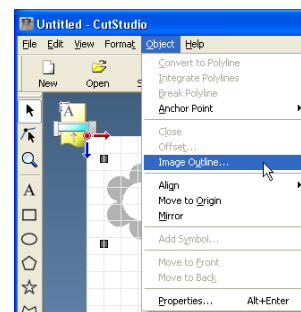 Untitled - CutStudio
File Edit View Format Object Help
New Open S
Convert to Polyline
Integrate Polylines
Break Polyline
Anchor Point
Close
Offset...
Image Outline...
Align
Move to Origin
Mirror
Add Symbol...
Move to Front
Move to Back
Properties... Alt+Enter
A
A